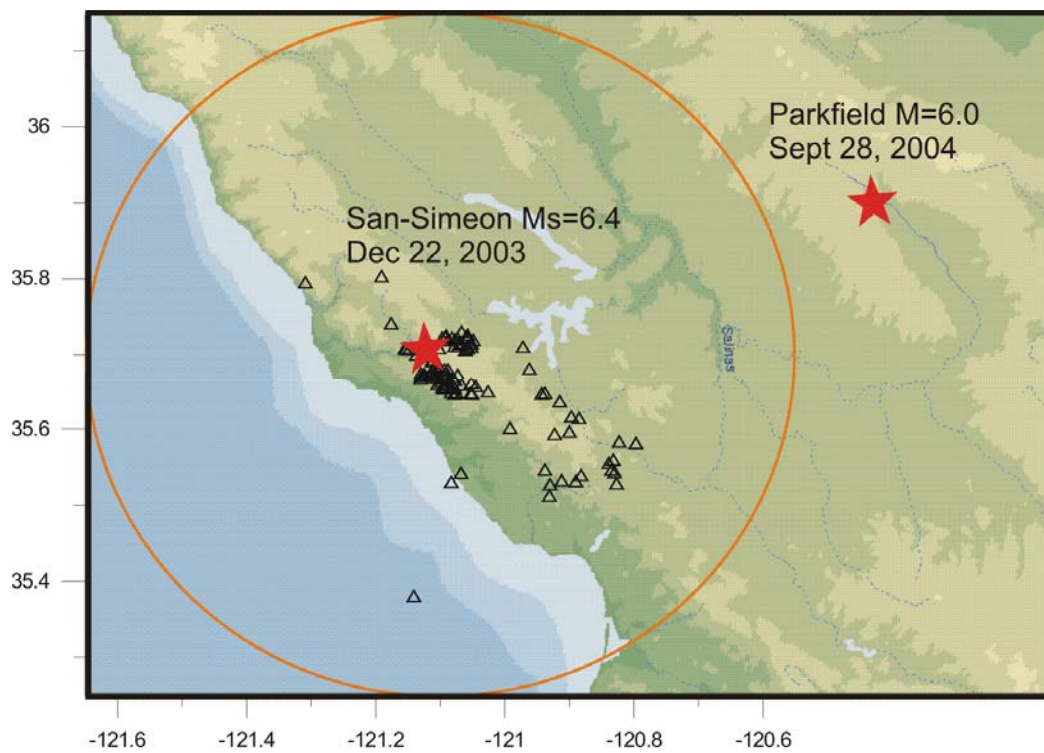 Parkfield M=6.0
Sept 28, 2004
San-Simeon Ms=6.4
Dec 22, 2003
Salinas
36
35.8
35.6
35.4
-121.6
-121.4
-121.2
-121
-120.8
-120.6